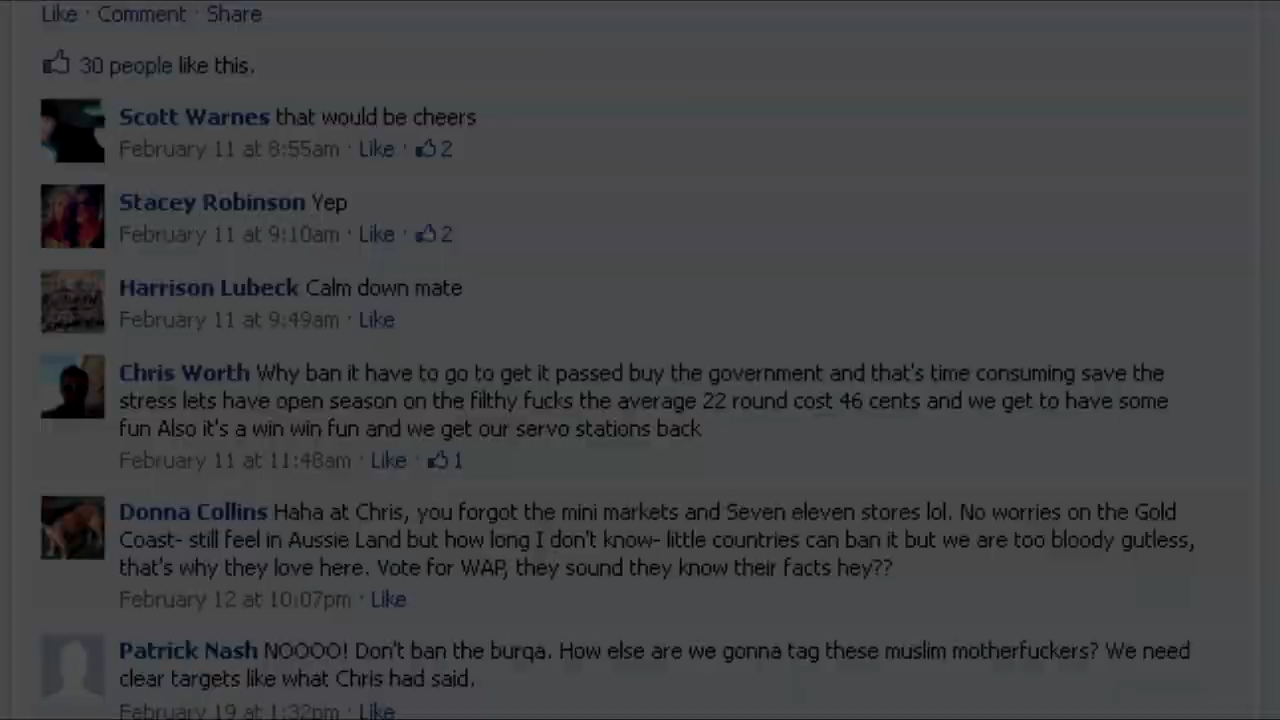 Like · Comment · Share
30 people like this.
Scott Warnes that would be cheers
February 11 at 8:55am · Like · 2
Stacey Robinson Yep
February 11 at 9:10am · Like · 2
Harrison Lubeck Calm down mate
February 11 at 9:49am · Like
Chris Worth Why ban it have to go to get it passed buy the government and that's time consuming save the
stress lets have open season on the filthy fucks the average 22 round cost 46 cents and we get to have some
fun Also it's a win win fun and we get our servo stations back
February 11 at 11:48am · Like · 1
Donna Collins Haha at Chris, you forgot the mini markets and Seven eleven stores lol. No worries on the Gold
Coast- still feel in Aussie Land but how long I don't know- little countries can ban it but we are too bloody gutless,
that's why they love here. Vote for WAP, they sound they know their facts hey??
February 12 at 10:07pm · Like
Patrick Nash NOOOO! Don't ban the burqa. How else are we gonna tag these muslim motherfuckers? We need
clear targets like what Chris had said.
February 19 at 1:32pm · Like